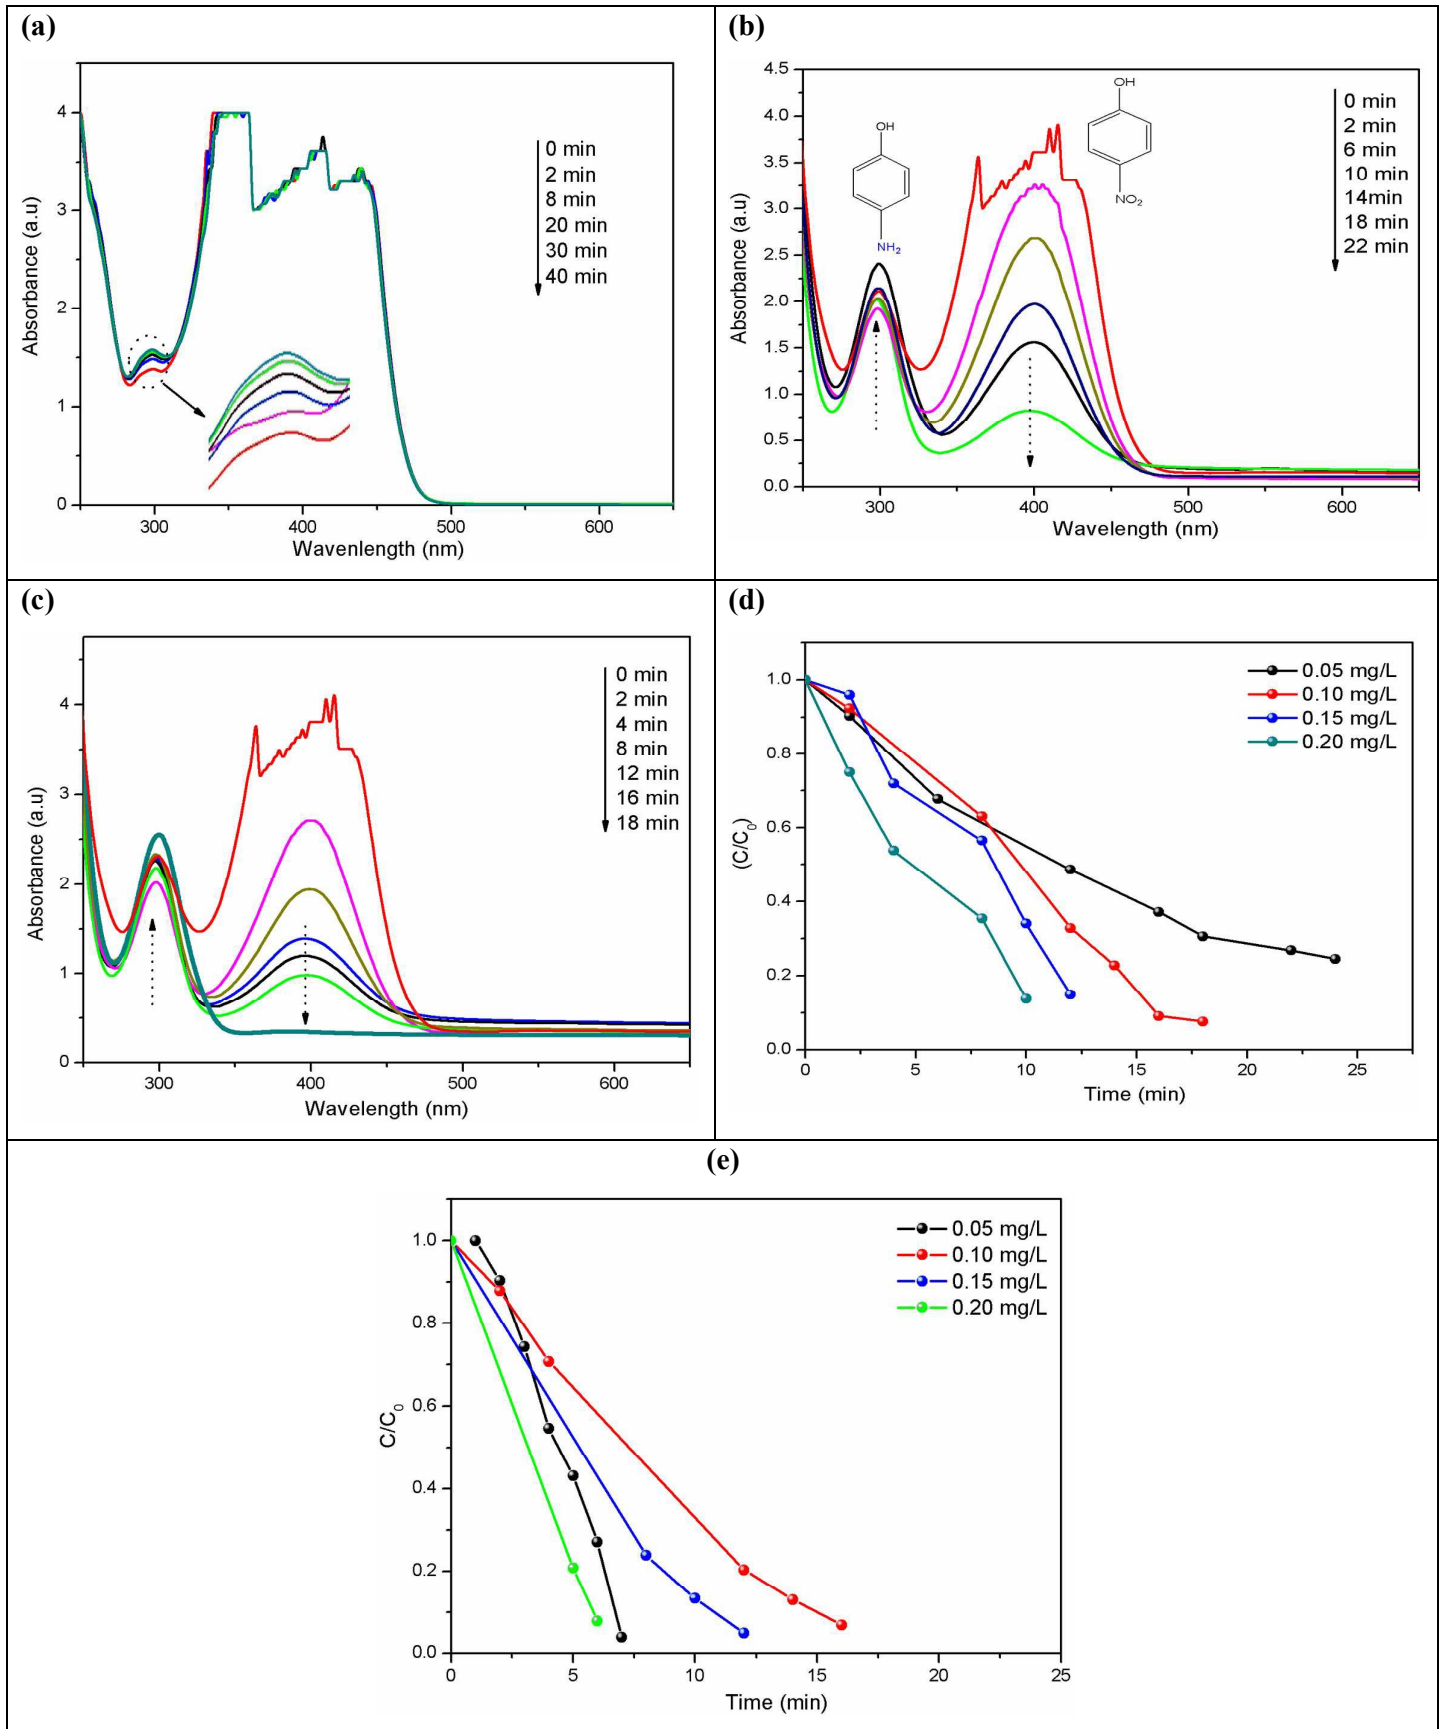 (a)
4
3
2
1
0
300
400
500
600
Absorbance (a.u)
Wavenlength (nm)
0 min
2 min
8 min
20 min
30 min
40 min
(b)
4.5
4.0
3.5
3.0
2.5
2.0
1.5
1.0
0.5
0.0
300
400
500
600
Absorbance (a.u)
Wavelength (nm)
OH
NH₂
OH
NO₂
0 min
2 min
6 min
10 min
14min
18 min
22 min
(c)
4
3
2
1
0
300
400
500
600
Absorbance (a.u)
Wavelength (nm)
0 min
2 min
4 min
8 min
12 min
16 min
18 min
(d)
1.0
0.8
0.6
0.4
0.2
0.0
0
5
10
15
20
25
(C/C₀)
Time (min)
0.05 mg/L
0.10 mg/L
0.15 mg/L
0.20 mg/L
(e)
1.0
0.8
0.6
0.4
0.2
0.0
0
5
10
15
20
25
C/C₀
Time (min)
0.05 mg/L
0.10 mg/L
0.15 mg/L
0.20 mg/L